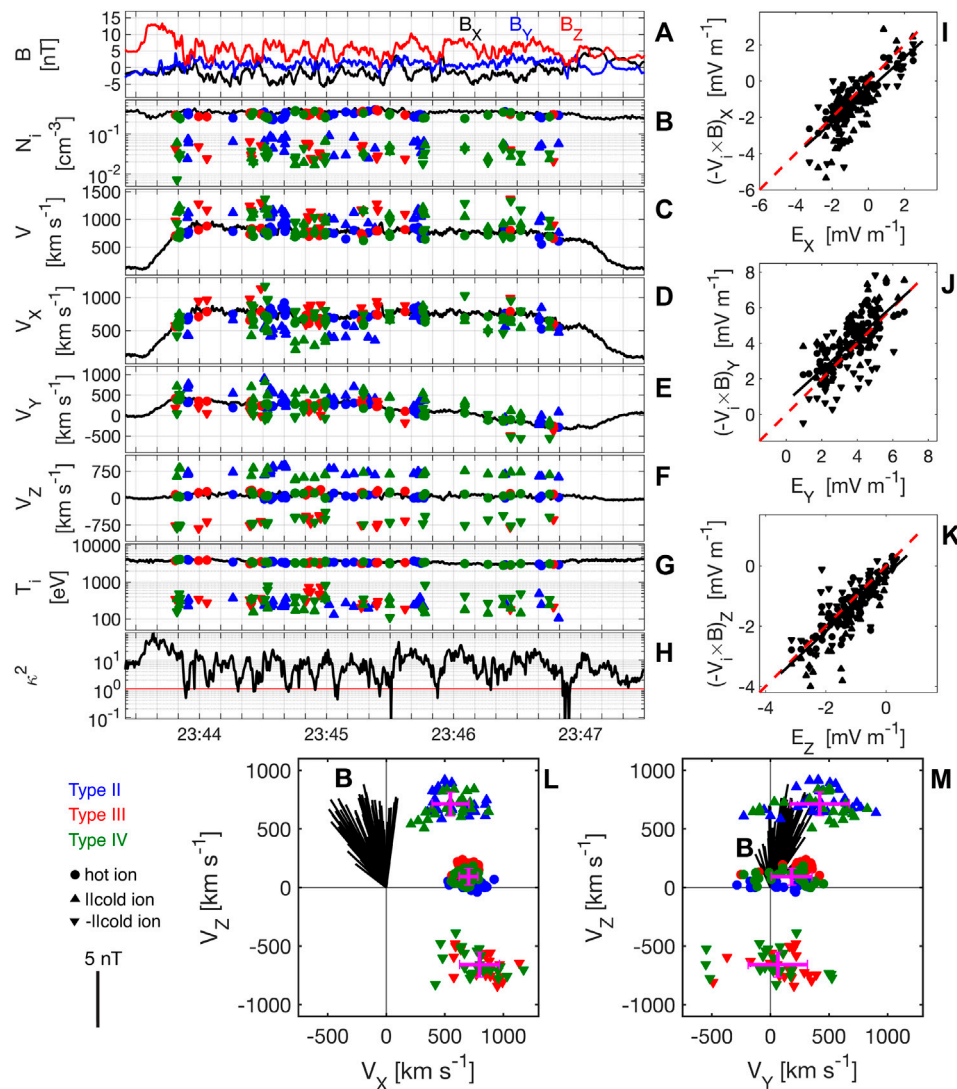 B_X B_Y B_Z
A
B [nT]
15
10
5
0
-5
B
N_i [cm^-3]
10^-1
10^-2
C
V [km s^-1]
1500
1000
500
D
V_X [km s^-1]
1000
500
E
V_Y [km s^-1]
1000
500
0
-500
F
V_Z [km s^-1]
750
0
-750
G
T_i [eV]
10000
1000
100
H
κ^2
10^1
10^0
10^-1
23:44 23:45 23:46 23:47
I
(-V_i×B)_X [mV m^-1]
2
0
-2
-4
-6
-6 -4 -2 0 2
E_X [mV m^-1]
J
(-V_i×B)_Y [mV m^-1]
8
6
4
2
0
0 2 4 6 8
E_Y [mV m^-1]
K
(-V_i×B)_Z [mV m^-1]
0
-2
-4
-4 -2 0
E_Z [mV m^-1]
Type II
Type III
Type IV
hot ion
llcold ion
-llcold ion
5 nT
B
L
V_Z [km s^-1]
1000
500
0
-500
-1000
-500 0 500 1000
V_X [km s^-1]
M
B
V_Z [km s^-1]
1000
500
0
-500
-1000
-500 0 500 1000
V_Y [km s^-1]